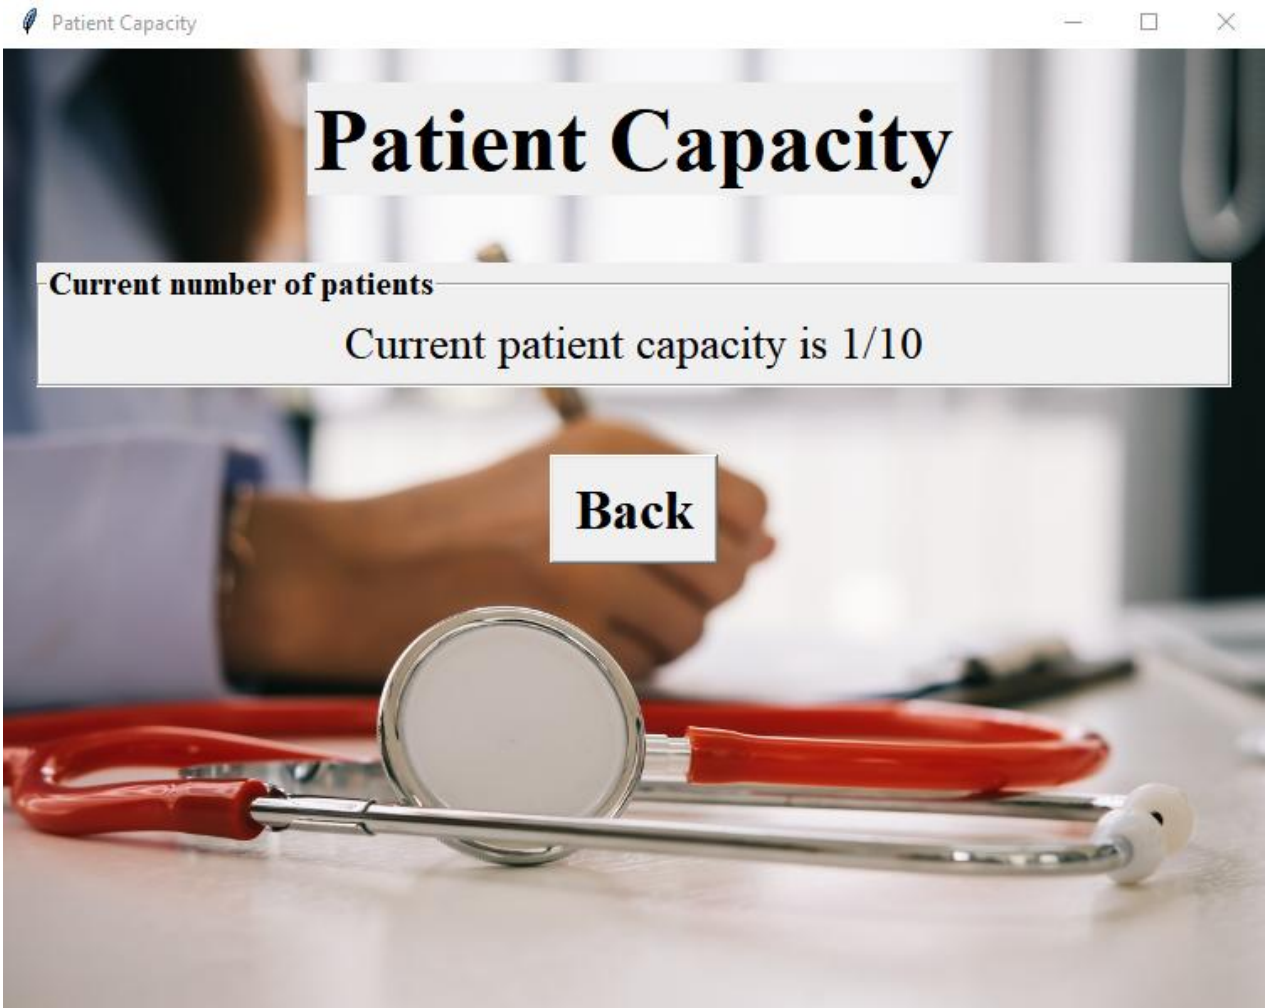 Patient Capacity
Patient Capacity
Current number of patients
Current patient capacity is 1/10
Back